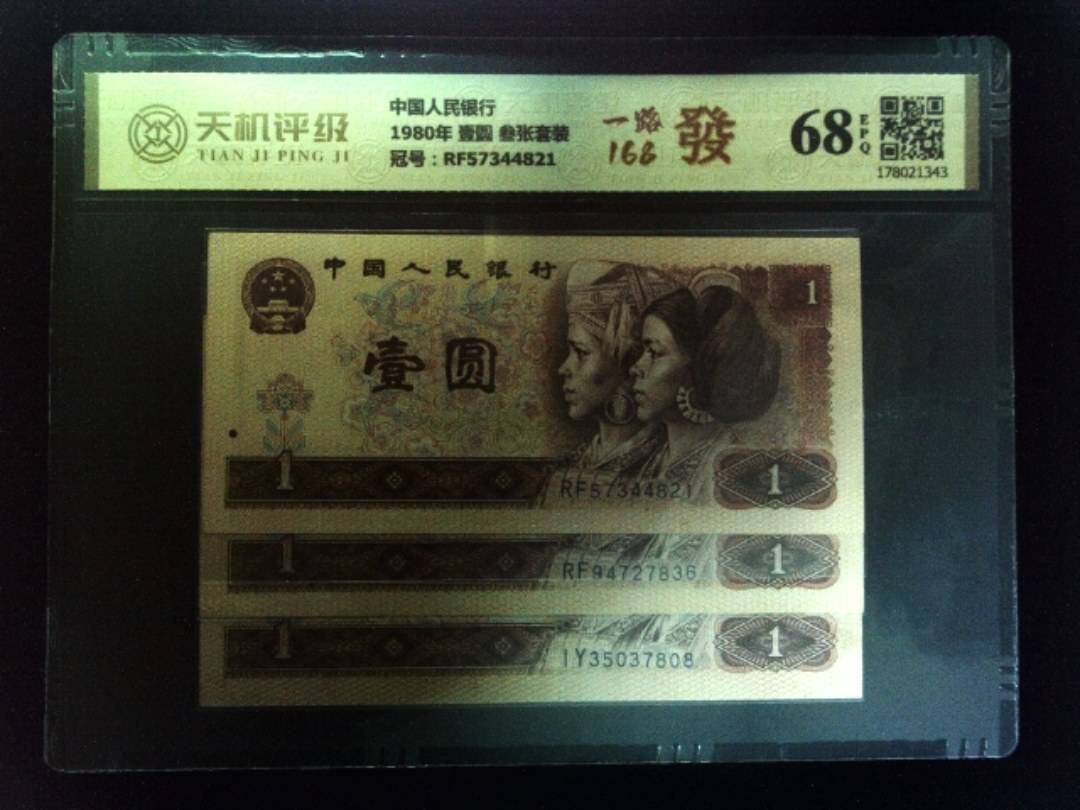 天机评级
TIAN JI PING JI
中国人民银行
1980年 壹圆 叁张套装
冠号：RF57344821
一路
168
發
68
EPQ
178021343
中国人民银行
1
壹圆
1
RF57344821
1
1
RF94727836
1
1
IY35037808
1